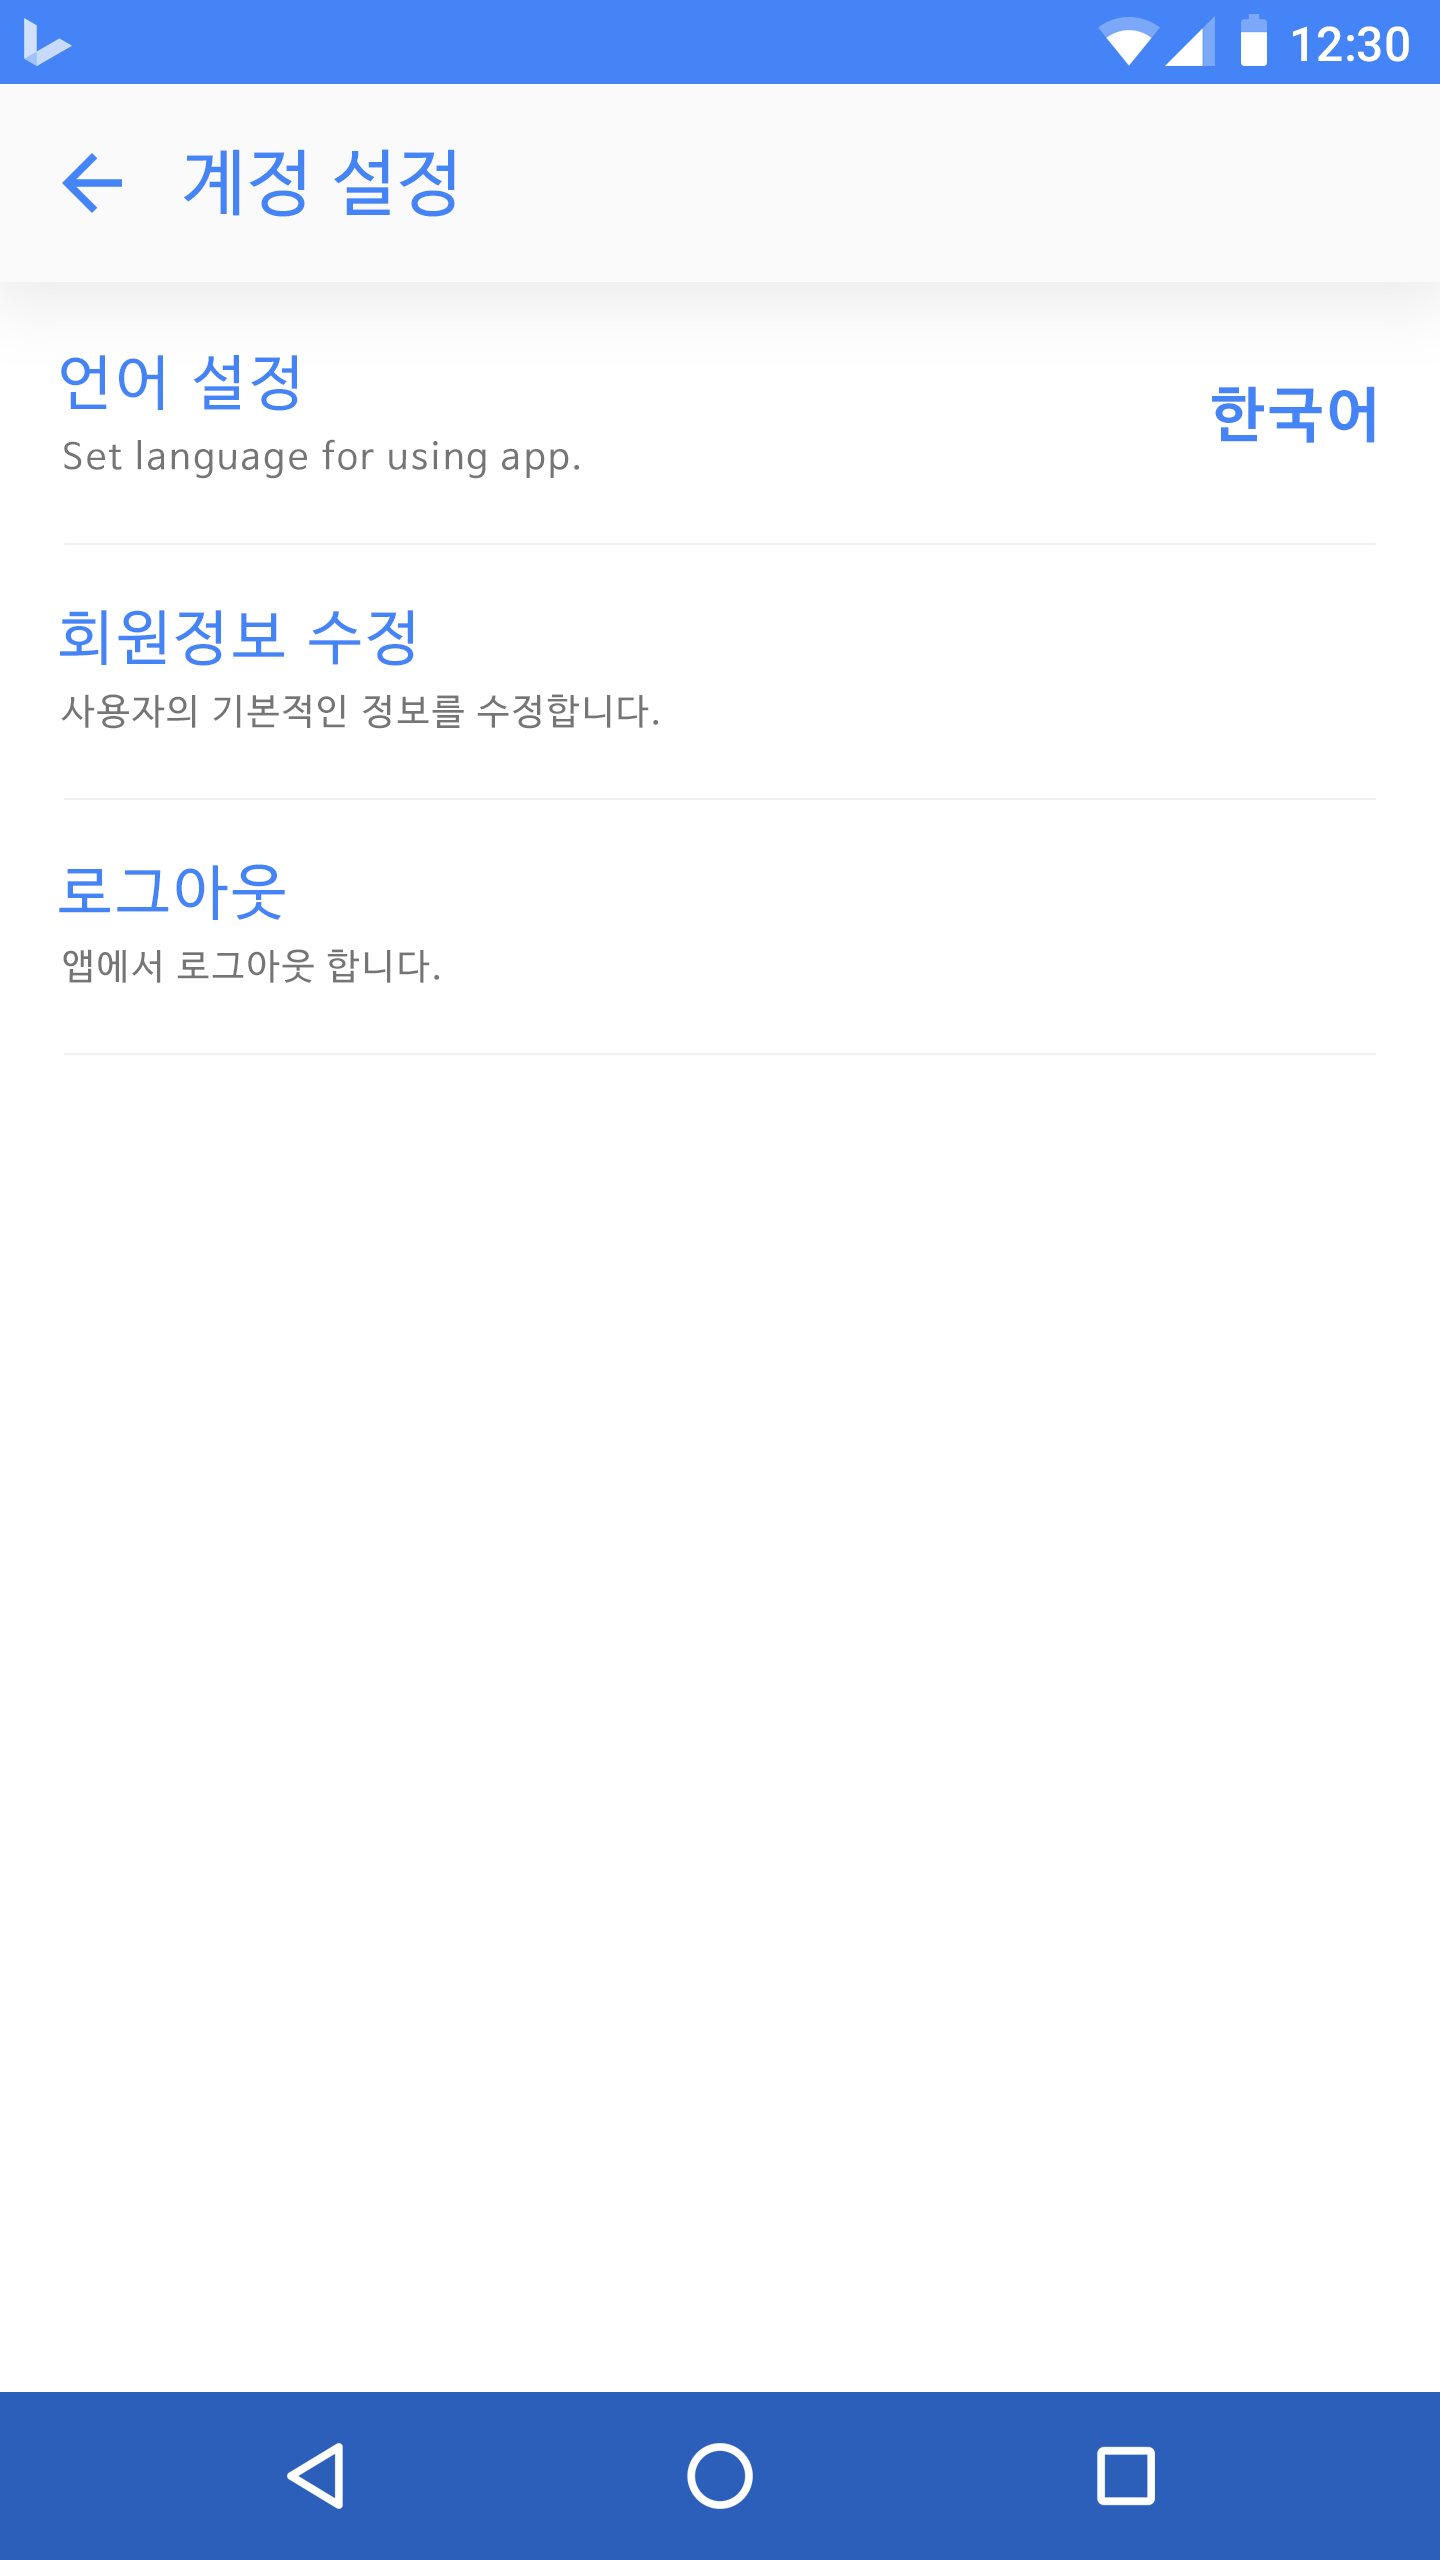 12:30
계정 설정
언어 설정
한국어
Set language for using app.
회원정보 수정
사용자의 기본적인 정보를 수정합니다.
로그아웃
앱에서 로그아웃 합니다.